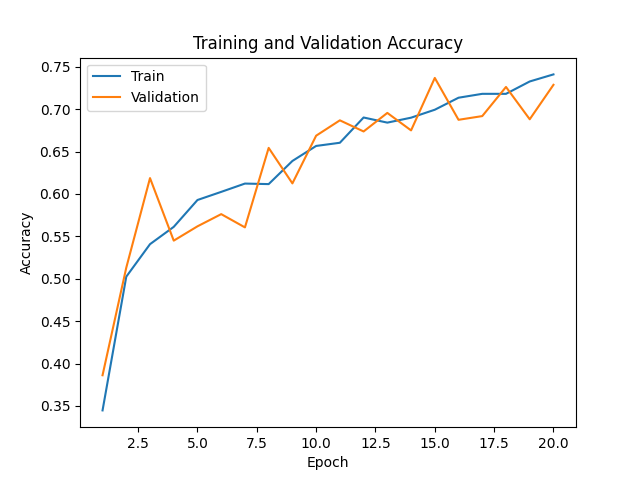 Training and Validation Accuracy
Train
Validation
0.75
0.70
0.65
0.60
0.55
0.50
0.45
0.40
0.35
Accuracy
2.5 5.0 7.5 10.0 12.5 15.0 17.5 20.0
Epoch